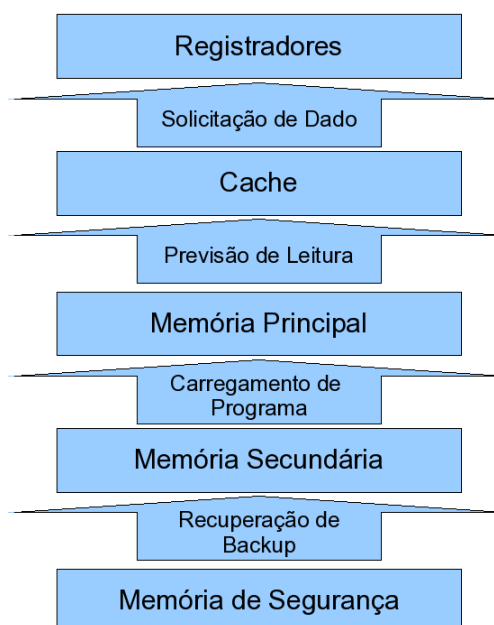 Registradores
Solicitação de Dado
Cache
Previsão de Leitura
Memória Principal
Carregamento de
Programa
Memória Secundária
Recuperação de
Backup
Memória de Segurança